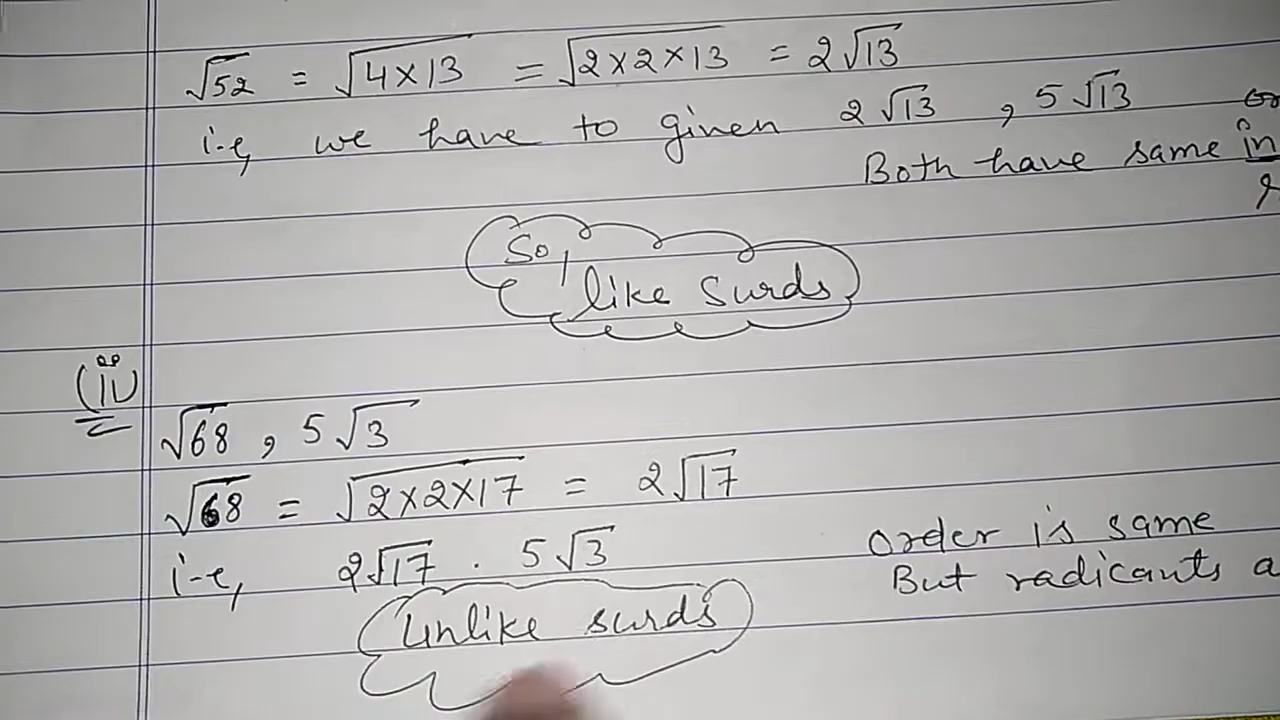 √52 = √4×13 = √2×2×13 = 2√13
i-e, we have to given 2√13 , 5√13
Both have same in
So,
like surds
(ii)
√68 , 5√3
√68 = √2×2×17 = 2√17
i-e, 2√17 . 5√3
Order is same
But radicants a
Unlike surds